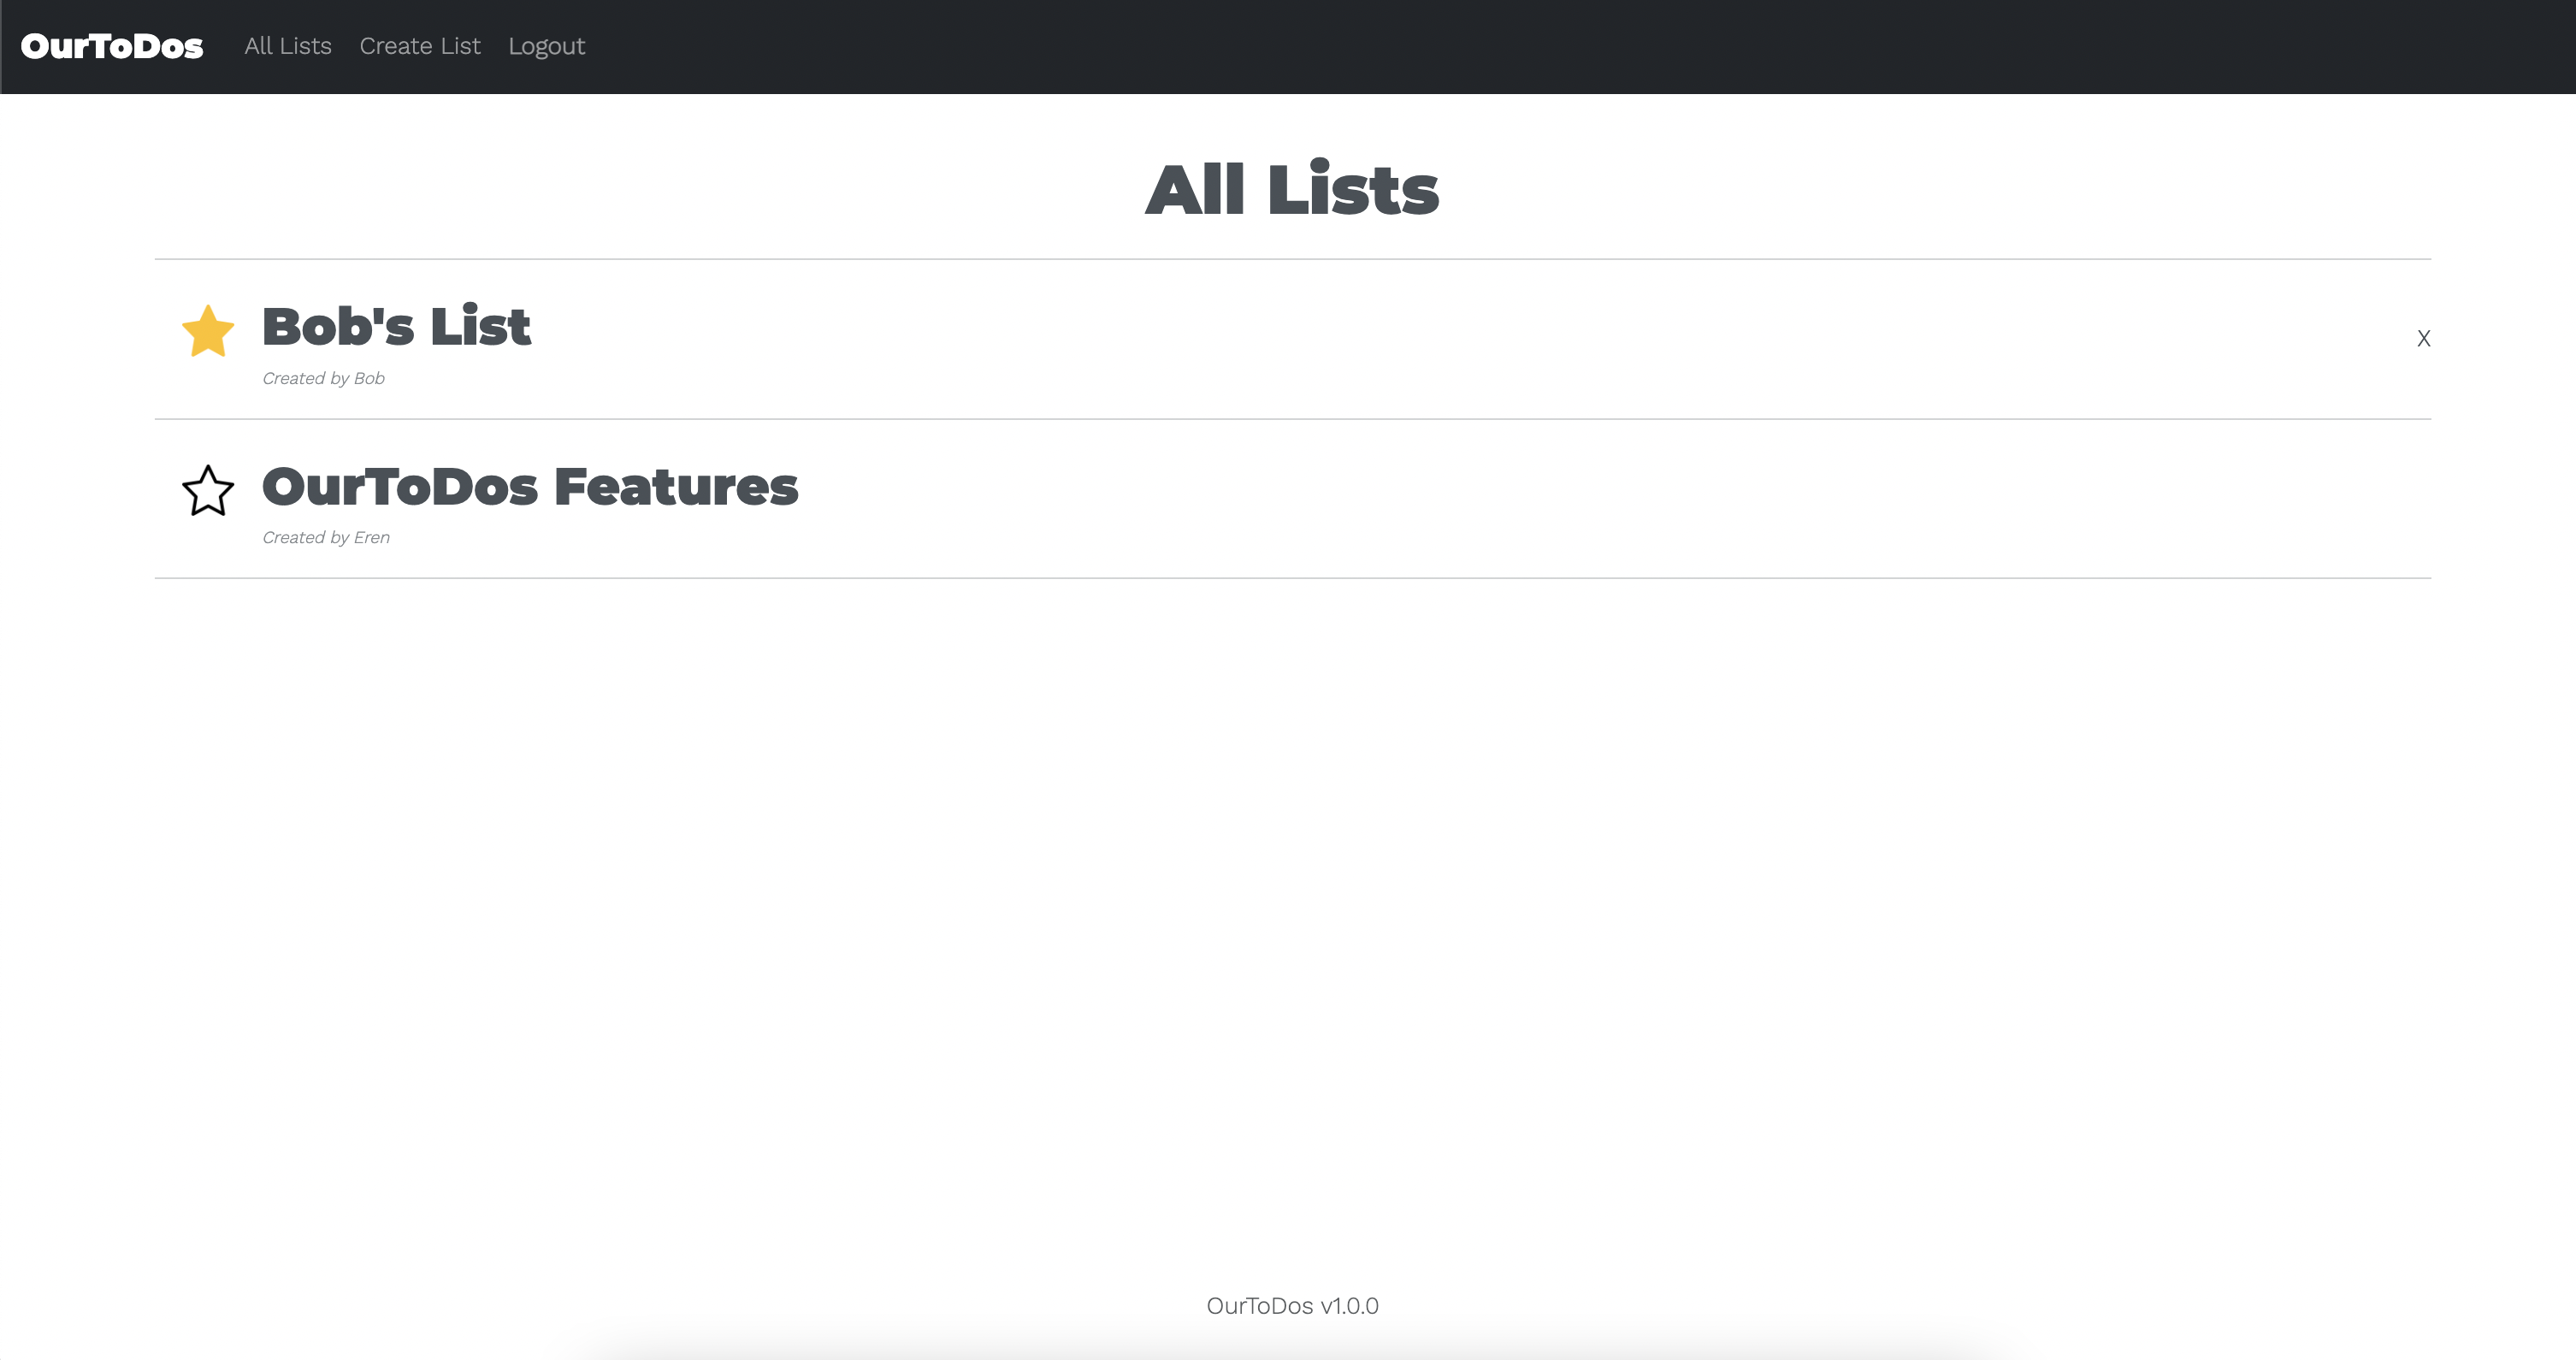 OurToDos All Lists Create List Logout
All Lists
Bob's List
X
Created by Bob
OurToDos Features
Created by Eren
OurToDos v1.0.0